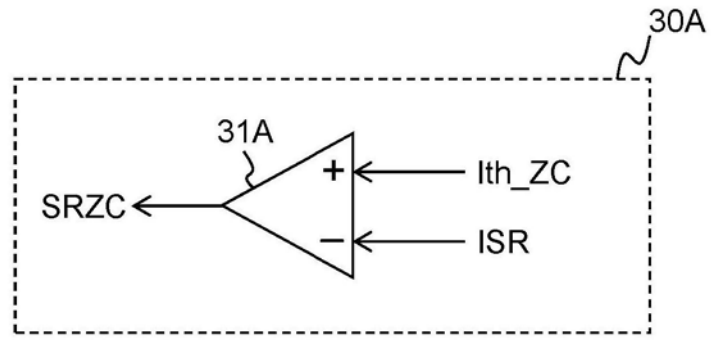 30A
31A
+ Ith_ZC
SRZC
− ISR